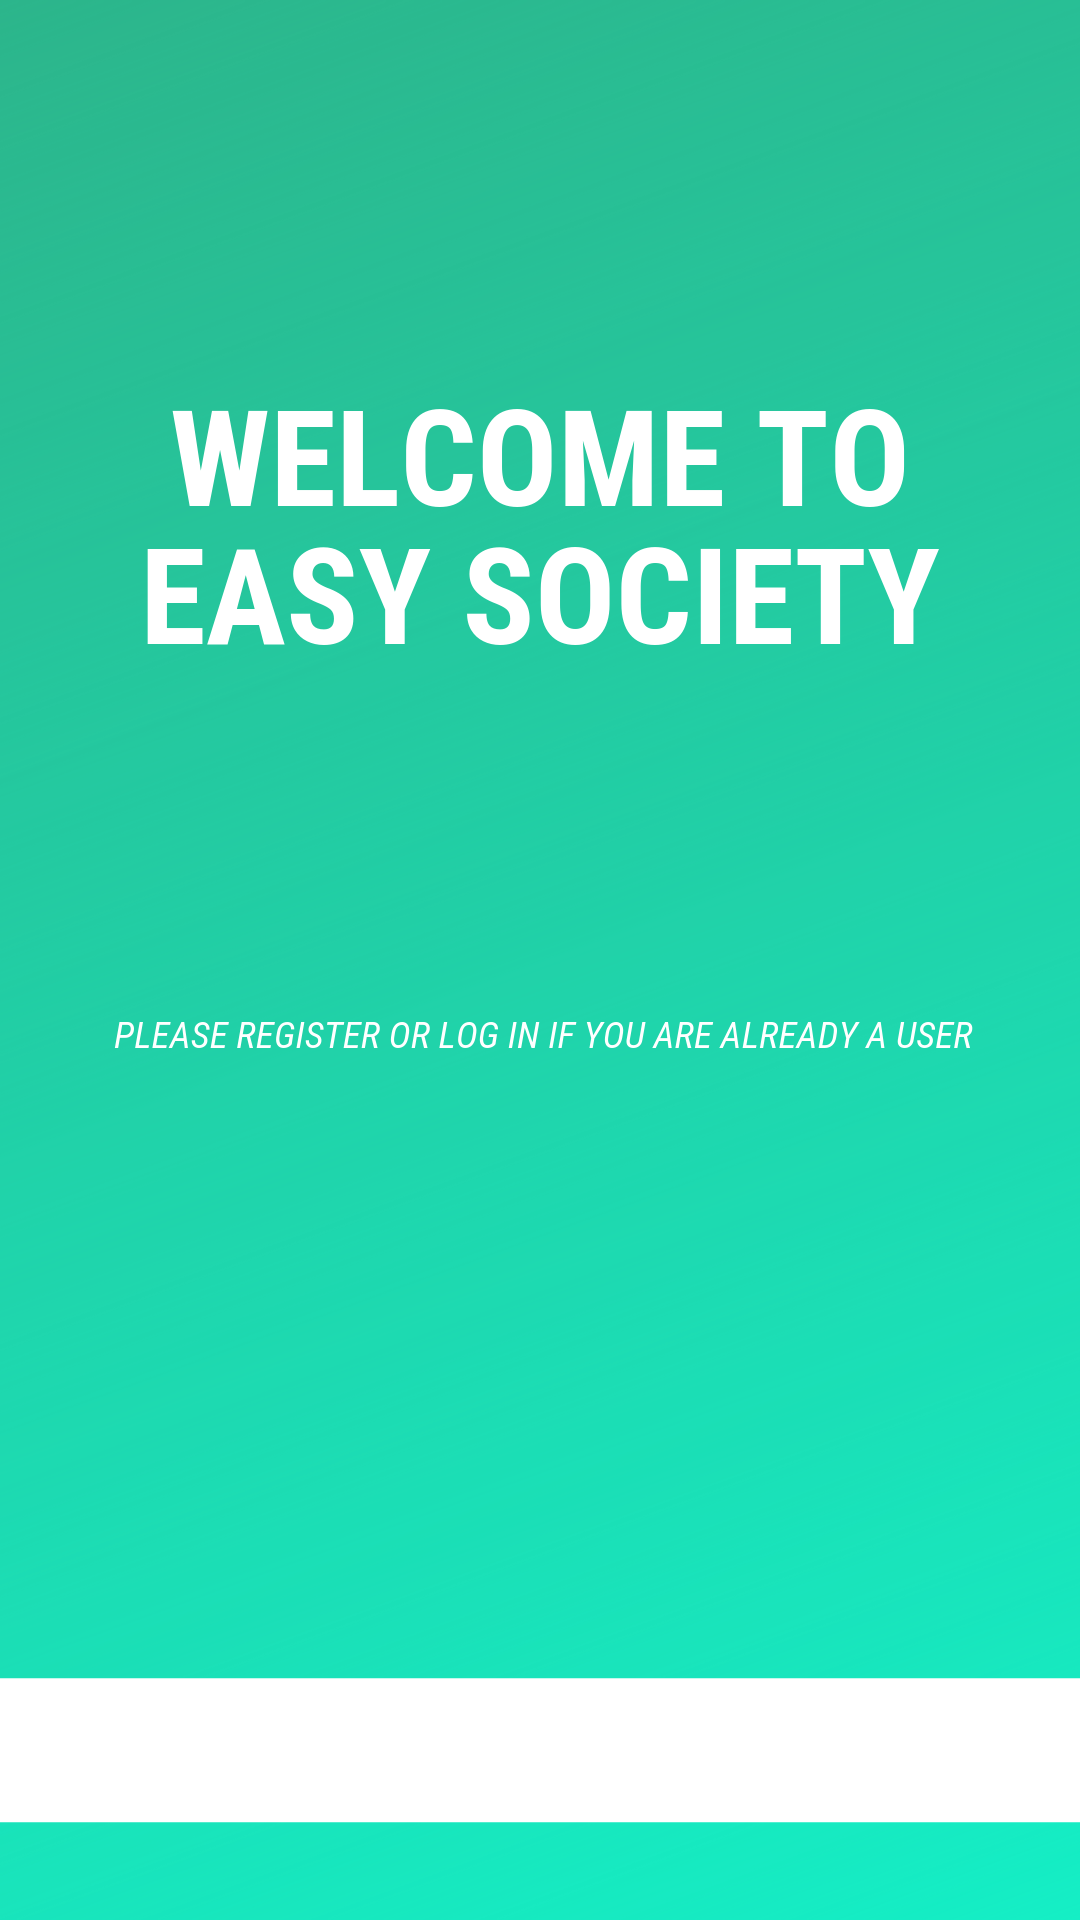 WELCOME TO
EASY SOCIETY
PLEASE REGISTER OR LOG IN IF YOU ARE ALREADY A USER